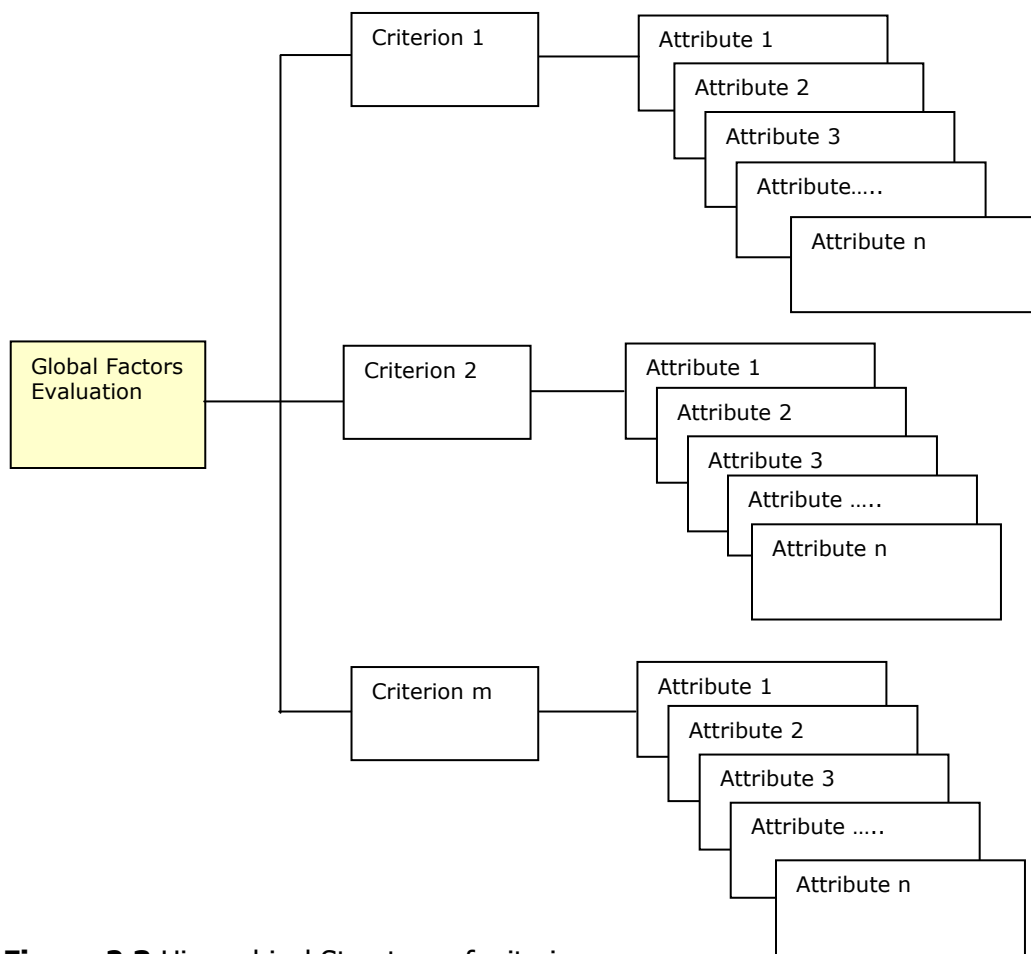 Criterion 1
Attribute 1
Attribute 2
Attribute 3
Attribute…..
Attribute n
Global Factors
Evaluation
Criterion 2
Attribute 1
Attribute 2
Attribute 3
Attribute …..
Attribute n
Criterion m
Attribute 1
Attribute 2
Attribute 3
Attribute …..
Attribute n
Figure Hierarchical Structure of criteria